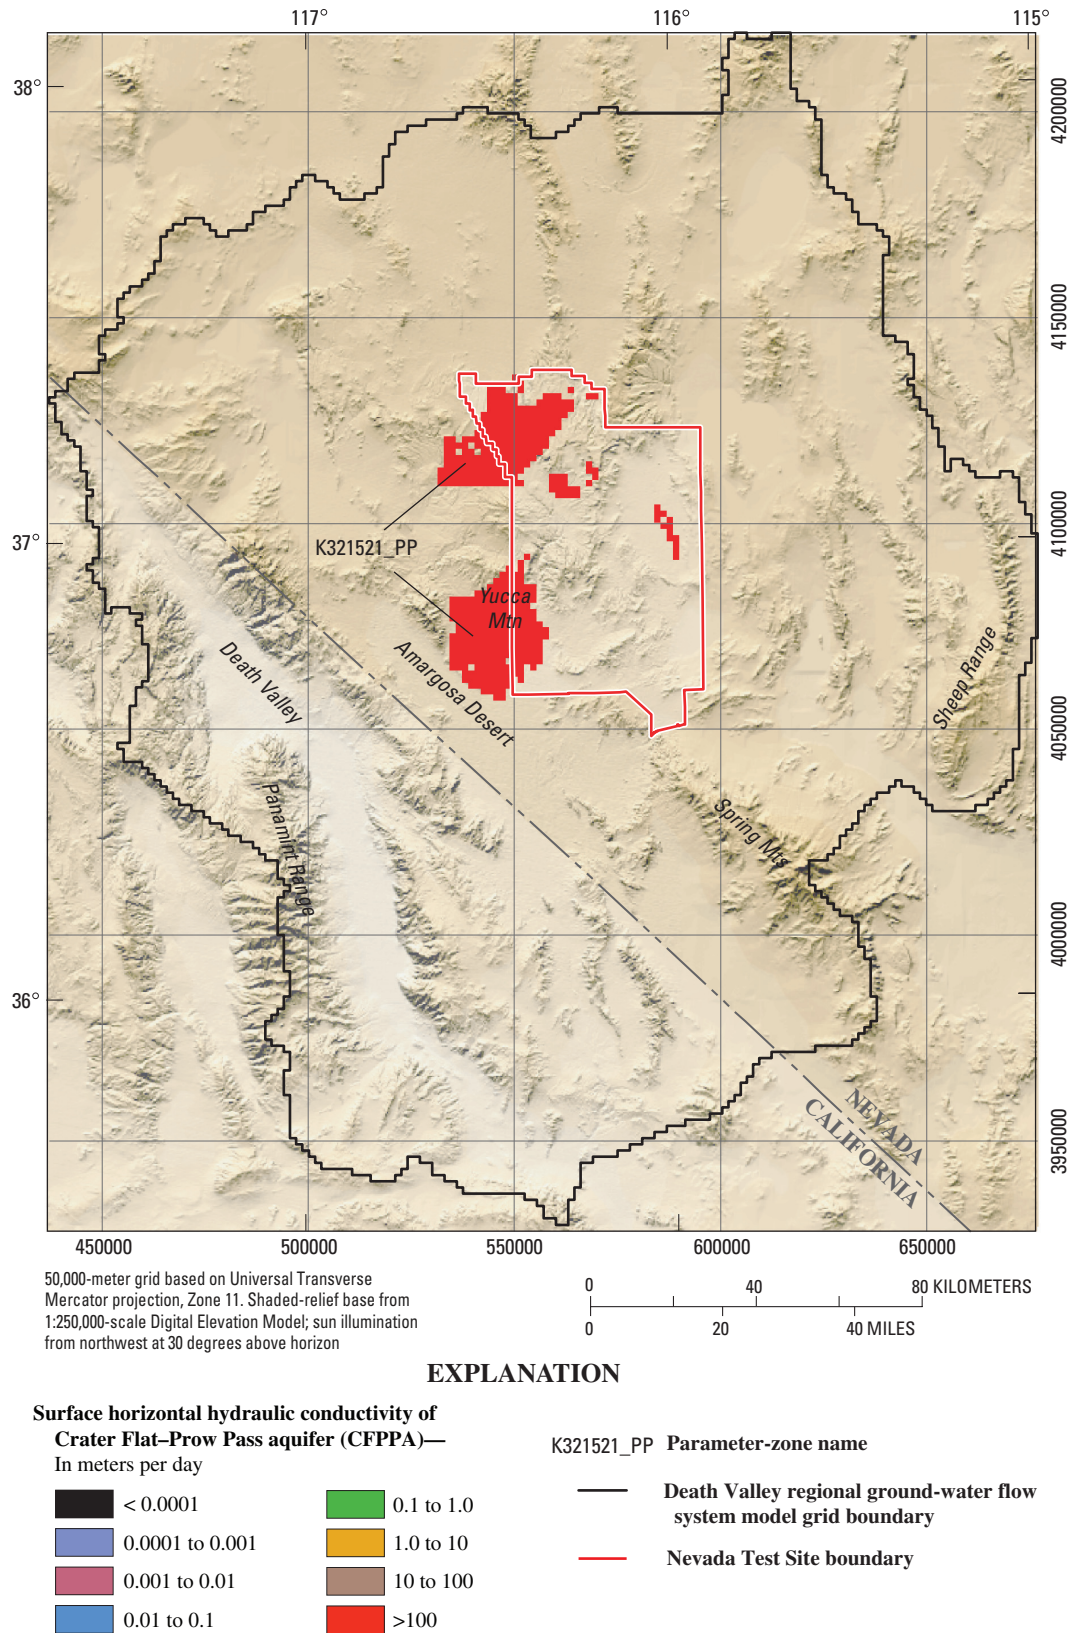 117°
116°
115°
38°
4200000
4150000
4100000
37°
K321521_PP
Yucca
Mtn
Death Valley
Amargosa Desert
Sheep Range
4050000
Panamint Range
Spring Mts
4000000
36°
NEVADA
CALIFORNIA
3950000
450000
500000
550000
600000
650000
50,000-meter grid based on Universal Transverse
Mercator projection, Zone 11. Shaded-relief base from
1:250,000-scale Digital Elevation Model; sun illumination
from northwest at 30 degrees above horizon
0 40 80 KILOMETERS
0 20 40 MILES
EXPLANATION
Surface horizontal hydraulic conductivity of
Crater Flat–Prow Pass aquifer (CFPPA)—
In meters per day
< 0.0001
0.0001 to 0.001
0.001 to 0.01
0.01 to 0.1
0.1 to 1.0
1.0 to 10
10 to 100
>100
K321521_PP Parameter-zone name
Death Valley regional ground-water flow
system model grid boundary
Nevada Test Site boundary